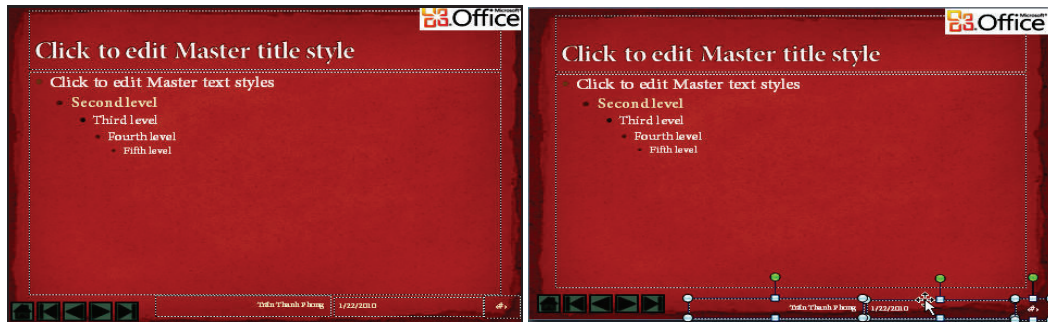 Microsoft®
Office
Click to edit Master title style
Click to edit Master text styles
Second level
Third level
Fourth level
Fifth level
Trần Thanh Phong
1/22/2010
‹#›
Microsoft®
Office
Click to edit Master title style
Click to edit Master text styles
Second level
Third level
Fourth level
Fifth level
Trần Thanh Phong
1/22/2010
‹#›